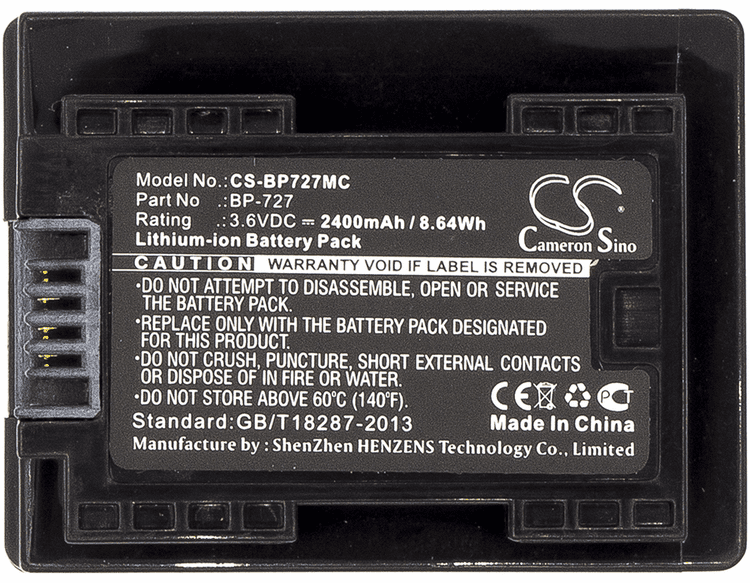 Model No.:CS-BP727MC
Part No .:BP-727
Rating .:3.6VDC ⎓ 2400mAh / 8.64Wh
Lithium-ion Battery Pack
CS
Cameron Sino
CAUTION WARRANTY VOID IF LABEL IS REMOVED
•DO NOT ATTEMPT TO DISASSEMBLE, OPEN OR SERVICE
THE BATTERY PACK.
•REPLACE ONLY WITH THE BATTERY PACK DESIGNATED
FOR THIS PRODUCT.
•DO NOT CRUSH, PUNCTURE, SHORT EXTERNAL CONTACTS
OR DISPOSE OF IN FIRE OR WATER.
•DO NOT STORE ABOVE 60°C (140°F).
CE PCT
Made In China
Standard:GB/T18287-2013
Manufacture by : ShenZhen HENZENS Technology Co., Limited